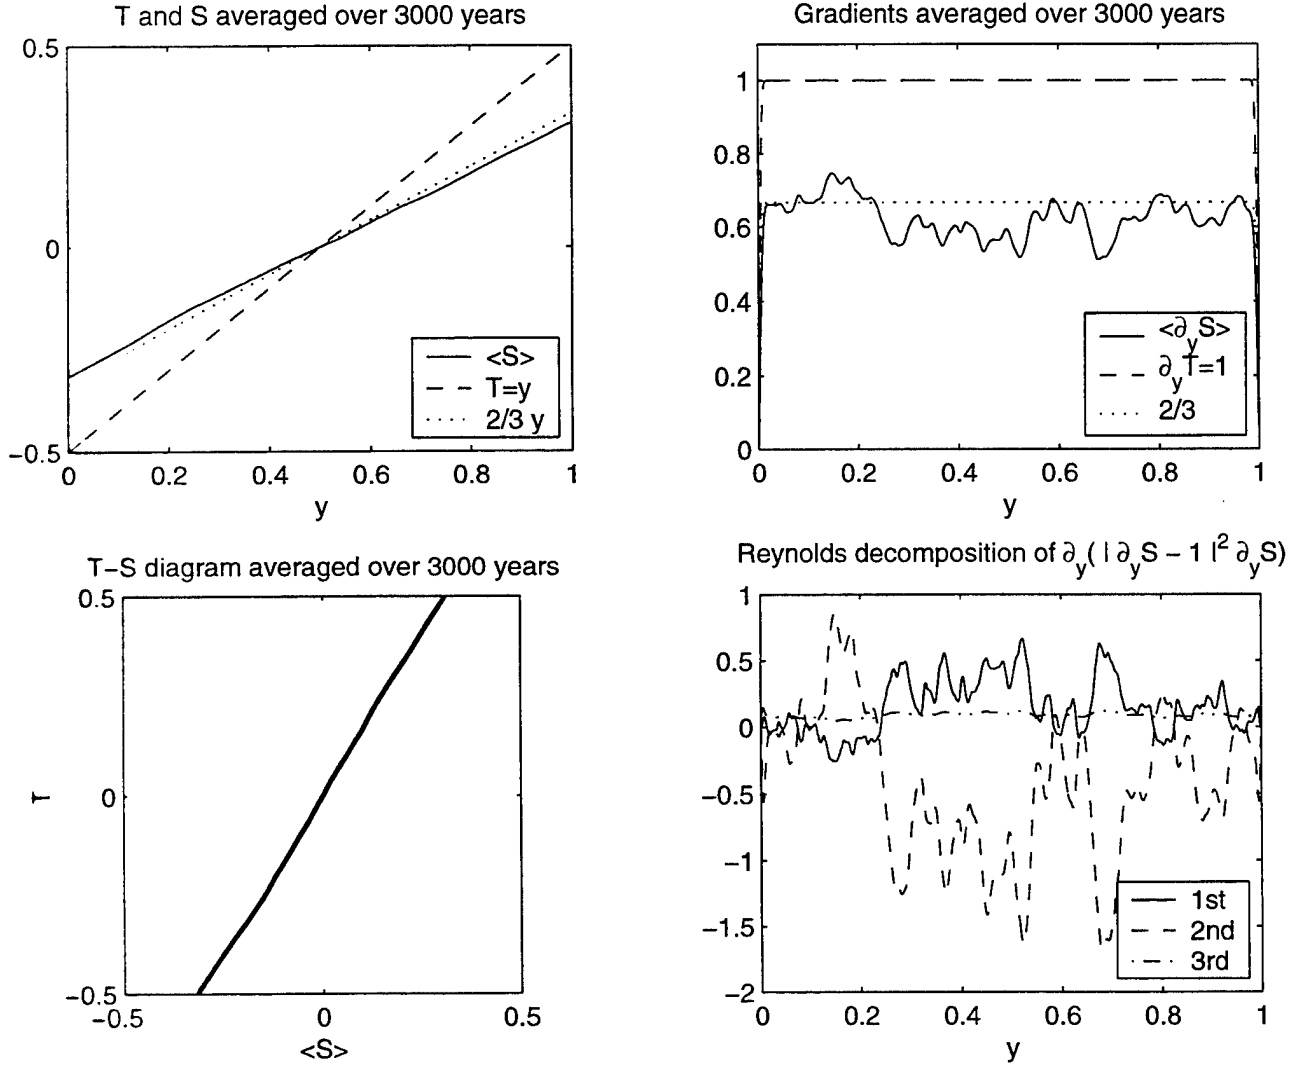 T and S averaged over 3000 years
0.5
0
−0.5
0 0.2 0.4 0.6 0.8 1
y
<S>
T=y
2/3 y
Gradients averaged over 3000 years
1
0.8
0.6
0.4
0.2
0
0 0.2 0.4 0.6 0.8 1
y
<∂yS>
∂yT=1
2/3
T−S diagram averaged over 3000 years
0.5
0
−0.5
T
−0.5 0 0.5
<S>
Reynolds decomposition of ∂y( | ∂yS − 1 |² ∂yS)
1
0.5
0
−0.5
−1
−1.5
−2
0 0.2 0.4 0.6 0.8 1
y
1st
2nd
3rd